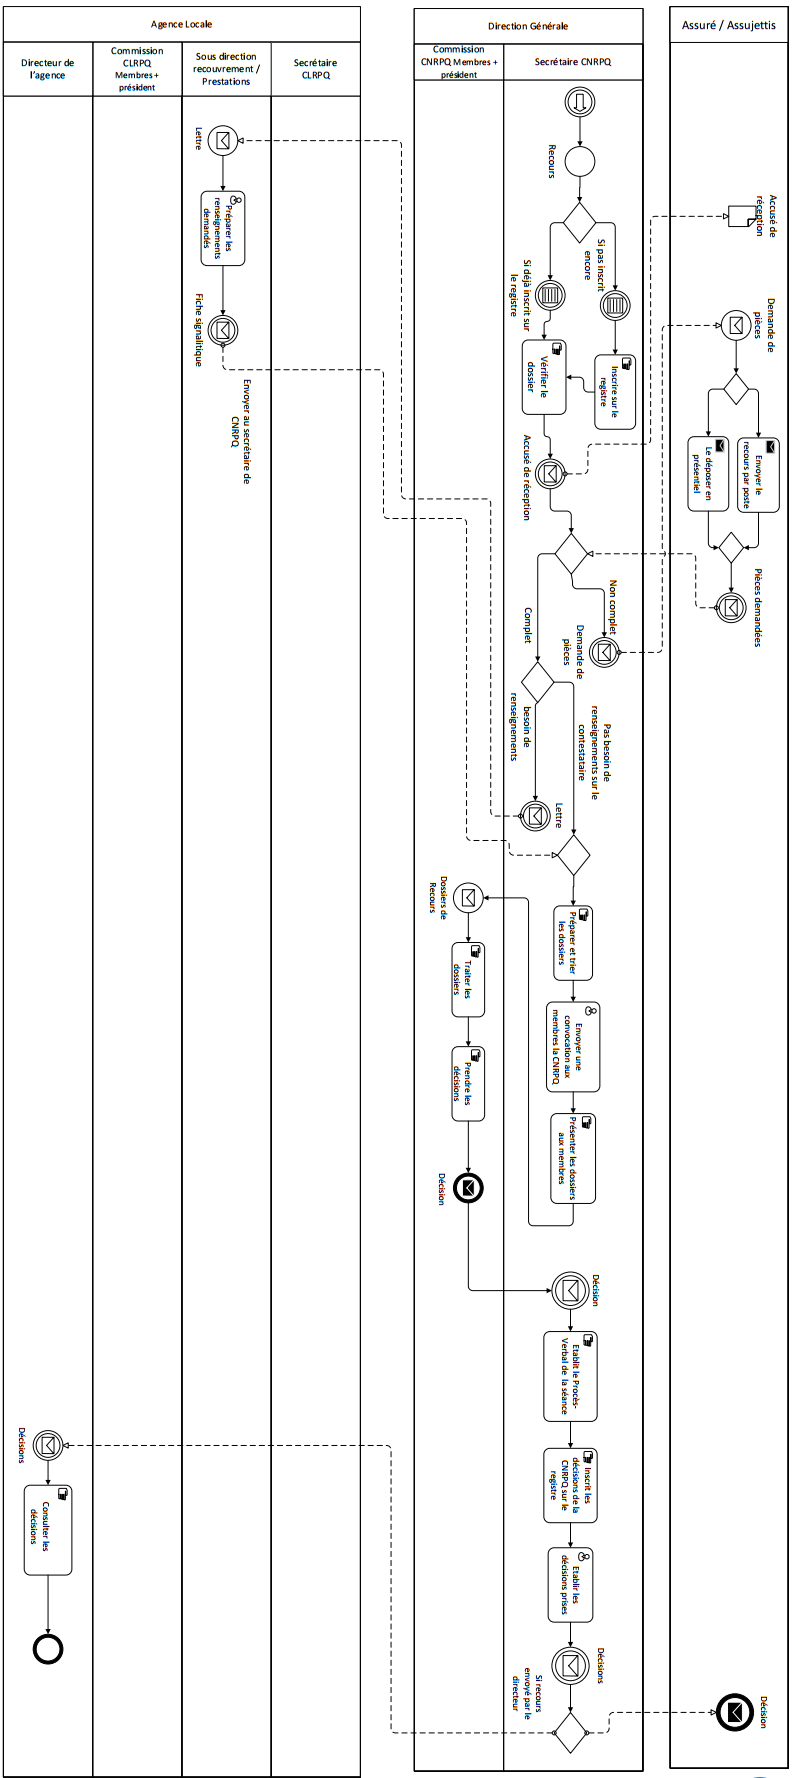 Agence Locale
Direction Générale
Assuré / Assujettis
Directeur de
l'agence
Commission
CLRPQ
Membres +
président
Sous direction
recouvrement /
Prestations
Secrétaire
CLRPQ
Commission
CNRPQ Membres +
président
Secrétaire CNRPQ
Lettre
Préparer les
renseignements
demandés
Fiche signalitique
Envoyer au secrétaire de
CNRPQ
Recours
Si pas inscrit
encore
Si déjà inscrit sur
le registre
Inscrire sur le
registre
Vérifier le
dossier
Accusé de réception
Accusé de
réception
Demande de
pièces
Envoyer le
recours par poste
Le déposer en
présentiel
Pièces demandées
Non complet
Complet
Demande de
pièces
Pas besoin de
renseignements sur le
contestataire
besoin de
renseignements
Lettre
Préparer et trier
les dossiers
Envoyer une
convocation aux
membres la CNRPQ
Présenter les dossiers
aux membres
Dossiers de
Recours
Traiter les
dossiers
Prendre les
décisions
Décision
Décision
Etablit le Procès-
Verbal de la séance
Inscrit les
décisions de la
CNRPQ sur le
registre
Etablir les
décisions prises
Décisions
Si recours
envoyé par le
directeur
Décisions
Consulter les
décisions
Décision